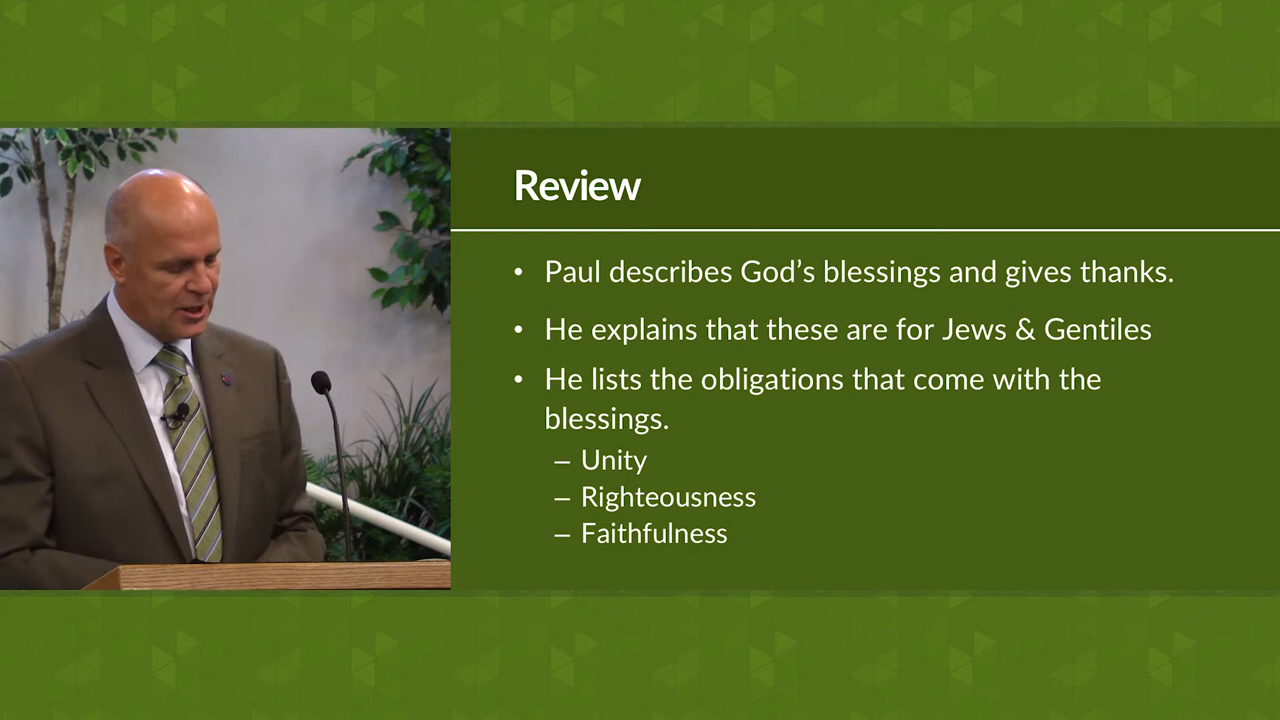 Review
• Paul describes God’s blessings and gives thanks.
• He explains that these are for Jews & Gentiles
• He lists the obligations that come with the
blessings.
– Unity
– Righteousness
– Faithfulness